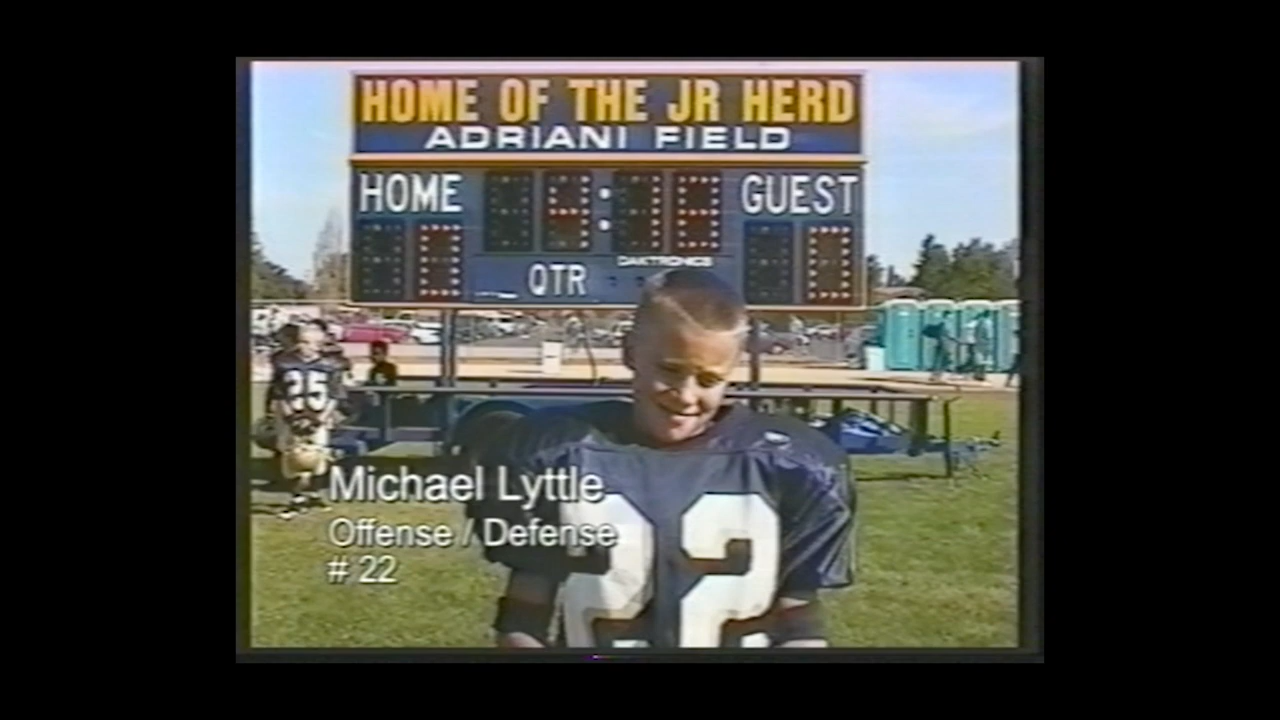 HOME OF THE JR HERD
ADRIANI FIELD
HOME
GUEST
DAKTRONICS
QTR
25
Michael Lyttle
Offense / Defense
# 22
22